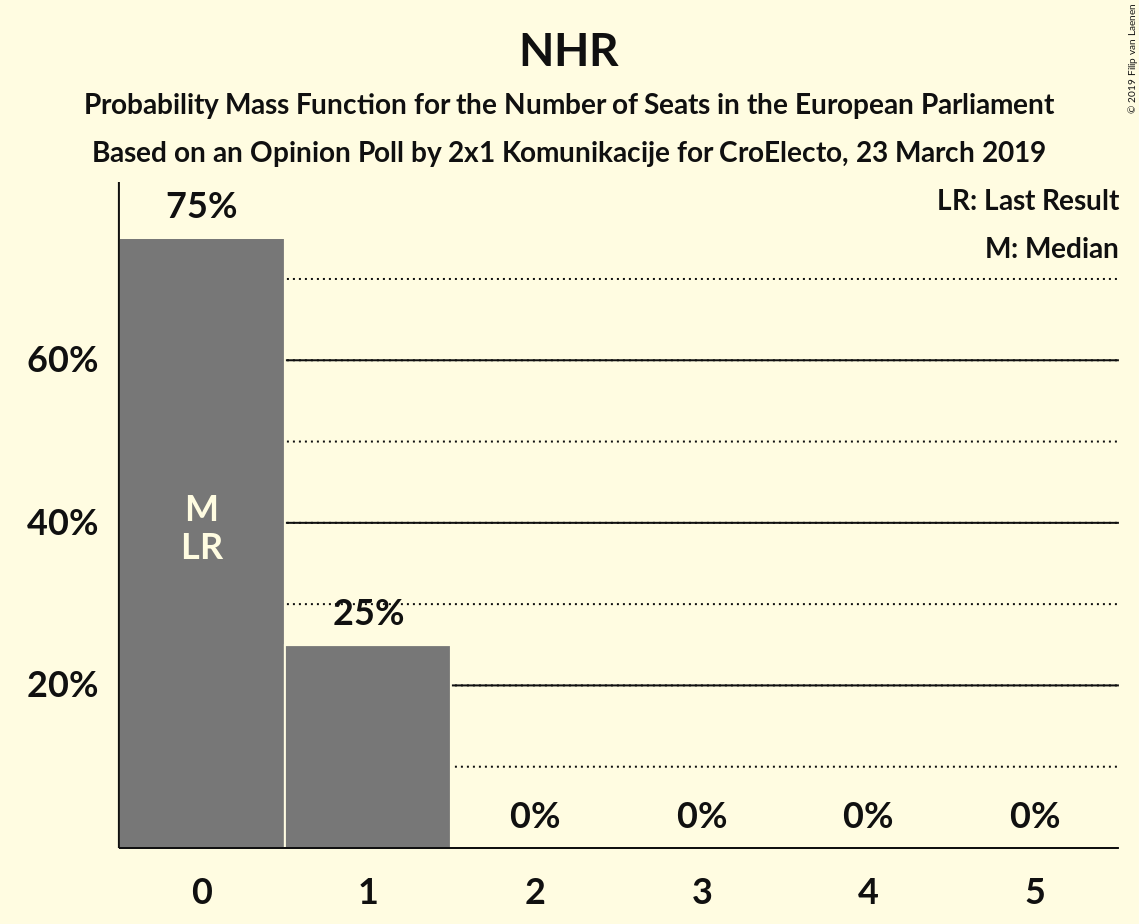 NHR
Probability Mass Function for the Number of Seats in the European Parliament
Based on an Opinion Poll by 2x1 Komunikacije for CroElecto, 23 March 2019
© 2019 Filip van Laenen
LR: Last Result
M: Median
75%
60%
M
40%
LR
25%
20%
0%
0%
0%
0%
0
1
2
3
4
5